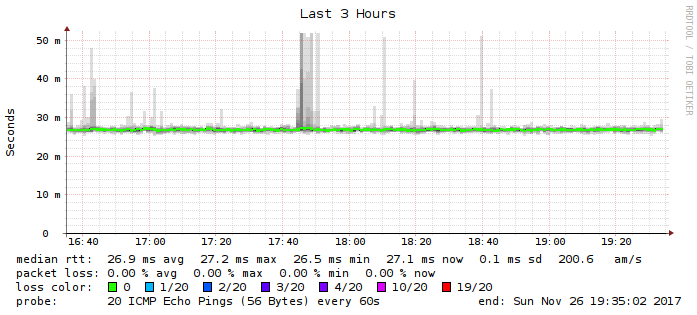 Last 3 Hours
RRDTOOL / TOBI OETIKER
Seconds
50 m
40 m
30 m
20 m
10 m
0
16:40 17:00 17:20 17:40 18:00 18:20 18:40 19:00 19:20
median rtt: 26.9 ms avg 27.2 ms max 26.5 ms min 27.1 ms now 0.1 ms sd 200.6 am/s
packet loss: 0.00 % avg 0.00 % max 0.00 % min 0.00 % now
loss color: 0 1/20 2/20 3/20 4/20 10/20 19/20
probe: 20 ICMP Echo Pings (56 Bytes) every 60s end: Sun Nov 26 19:35:02 2017